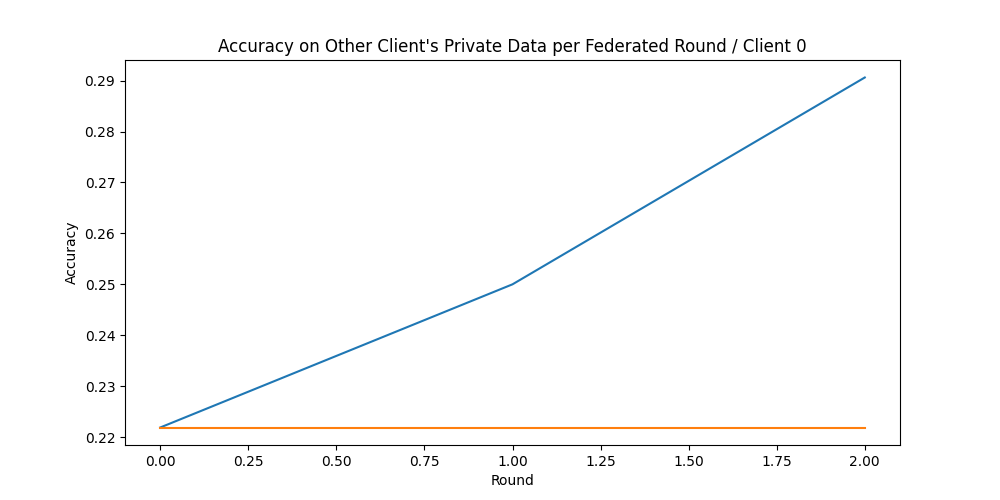 Accuracy on Other Client's Private Data per Federated Round / Client 0
Accuracy
0.29
0.28
0.27
0.26
0.25
0.24
0.23
0.22
0.00 0.25 0.50 0.75 1.00 1.25 1.50 1.75 2.00
Round